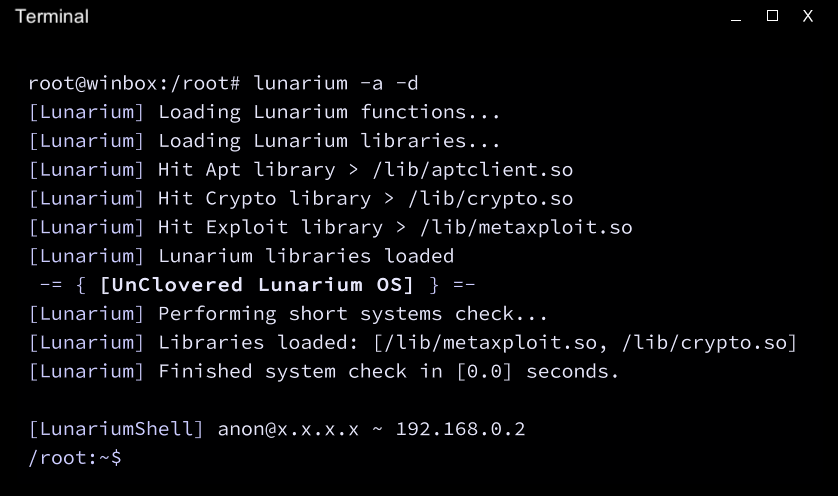 Terminal
root@winbox:/root# lunarium -a -d
[Lunarium] Loading Lunarium functions...
[Lunarium] Loading Lunarium libraries...
[Lunarium] Hit Apt library > /lib/aptclient.so
[Lunarium] Hit Crypto library > /lib/crypto.so
[Lunarium] Hit Exploit library > /lib/metaxploit.so
[Lunarium] Lunarium libraries loaded
-= { [UnClovered Lunarium OS] } =-
[Lunarium] Performing short systems check...
[Lunarium] Libraries loaded: [/lib/metaxploit.so, /lib/crypto.so]
[Lunarium] Finished system check in [0.0] seconds.
[LunariumShell] anon@x.x.x.x ~ 192.168.0.2
/root:~$